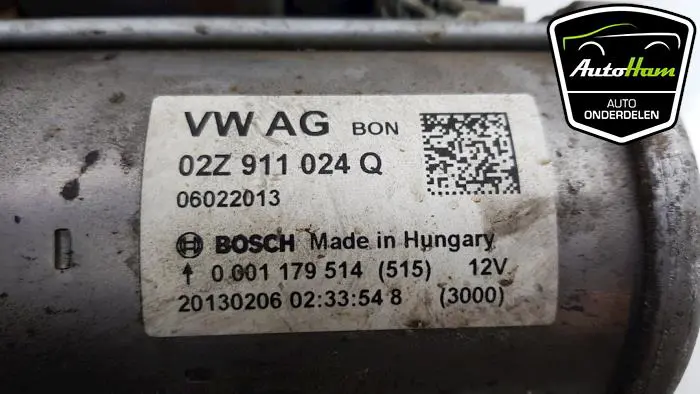 VW AG BON
02Z 911 024 Q
06022013
BOSCH Made in Hungary
0 001 179 514 (515) 12V
20130206 02:33:54 8 (3000)
AutoHam
AUTO
ONDERDELEN